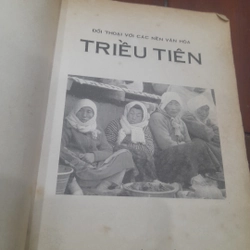 ĐỐI THOẠI VỚI CÁC NỀN VĂN HÓA
TRIỀU TIÊN